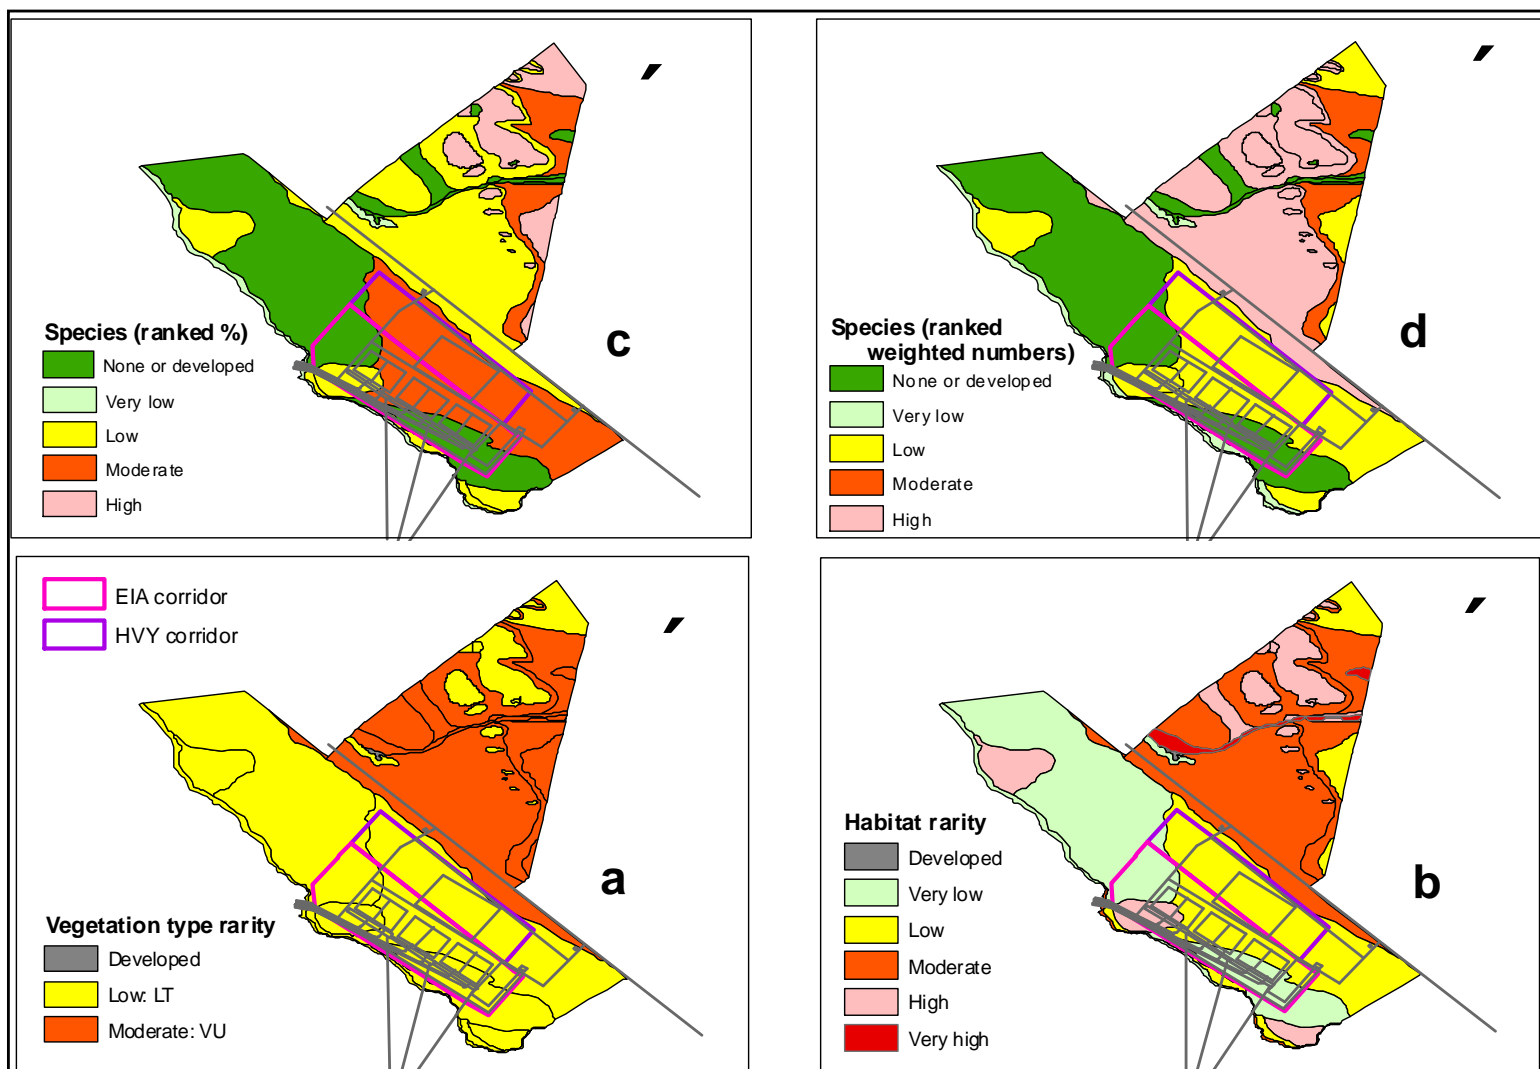 c
Species (ranked %)
None or developed
Very low
Low
Moderate
High
d
Species (ranked
weighted numbers)
None or developed
Very low
Low
Moderate
High
EIA corridor
HVY corridor
a
Vegetation type rarity
Developed
Low: LT
Moderate: VU
b
Habitat rarity
Developed
Very low
Low
Moderate
High
Very high